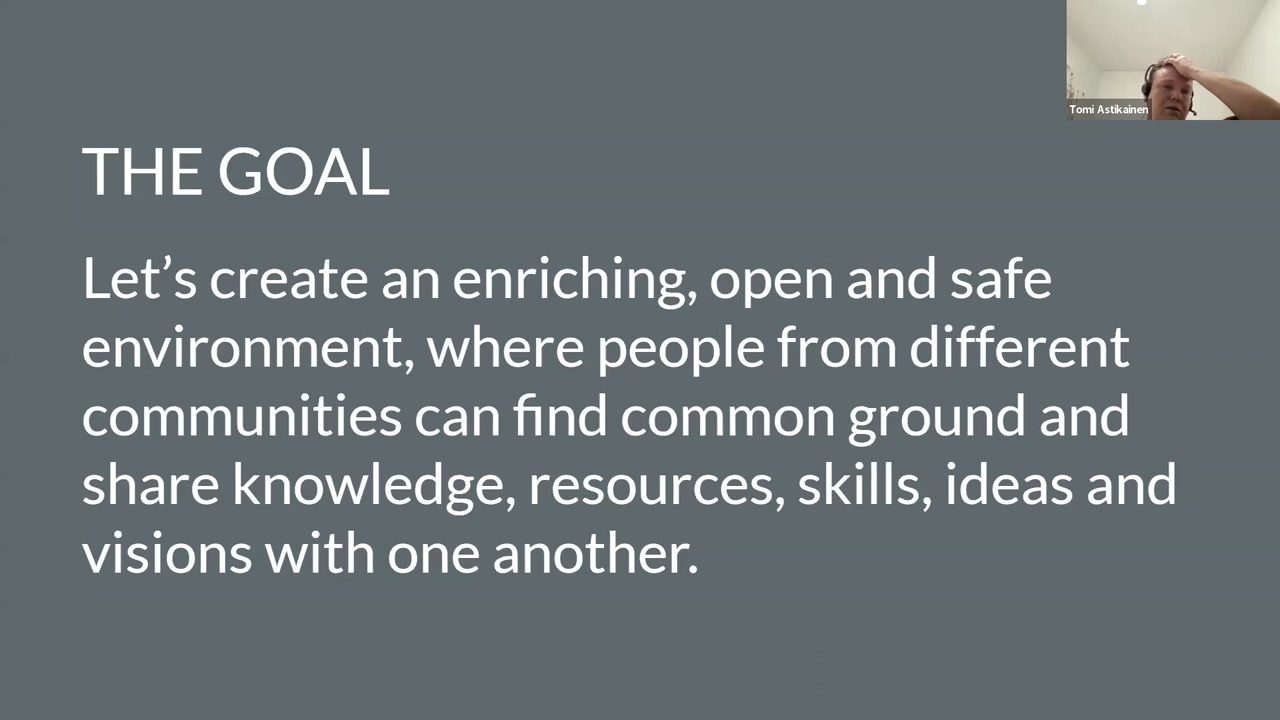 Tomi Astikainen
THE GOAL
Let’s create an enriching, open and safe
environment, where people from different
communities can find common ground and
share knowledge, resources, skills, ideas and
visions with one another.